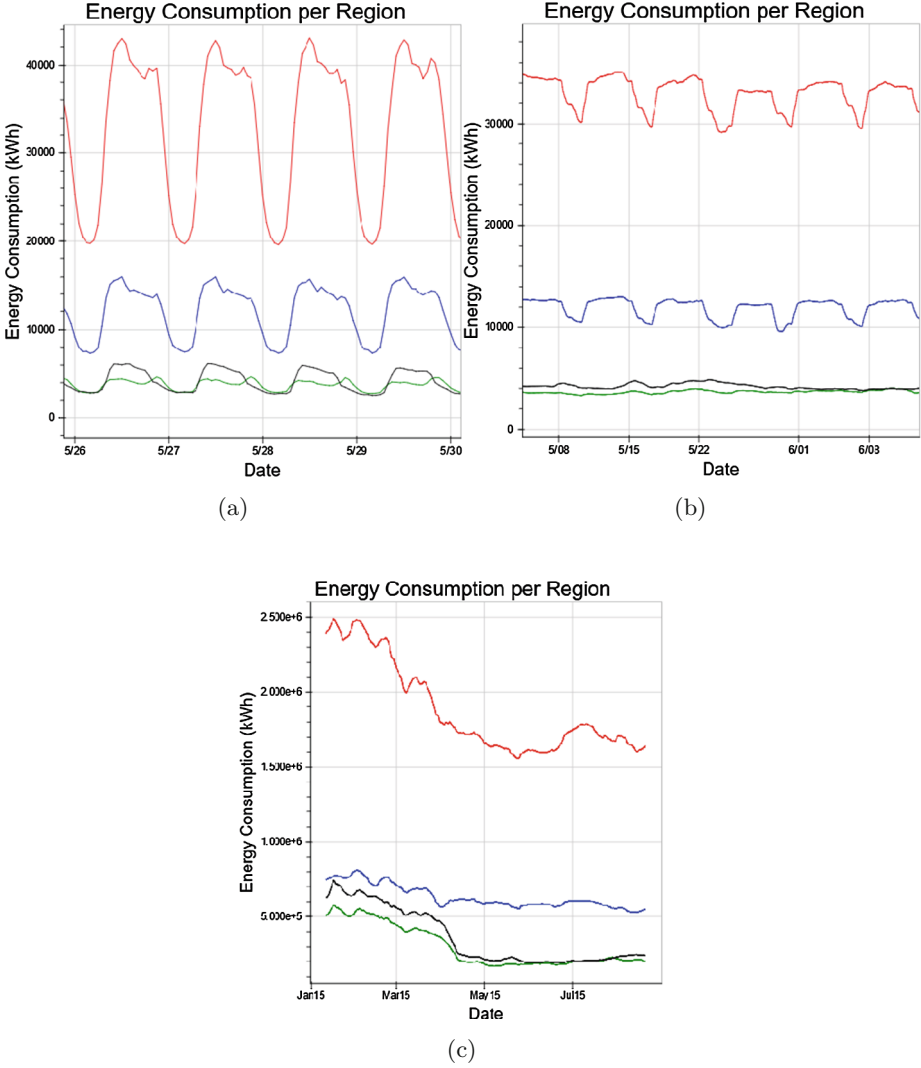 Energy Consumption per Region
Energy Consumption (kWh)
40000
30000
20000
10000
0
5/26 5/27 5/28 5/29 5/30
Date
(a)
Energy Consumption per Region
Energy Consumption (kWh)
30000
20000
10000
0
5/08 5/15 5/22 6/01 6/03
Date
(b)
Energy Consumption per Region
Energy Consumption (kWh)
2.500e+6
2.000e+6
1.500e+6
1.000e+6
5.000e+5
Jan15 Mar15 May15 Jul15
Date
(c)